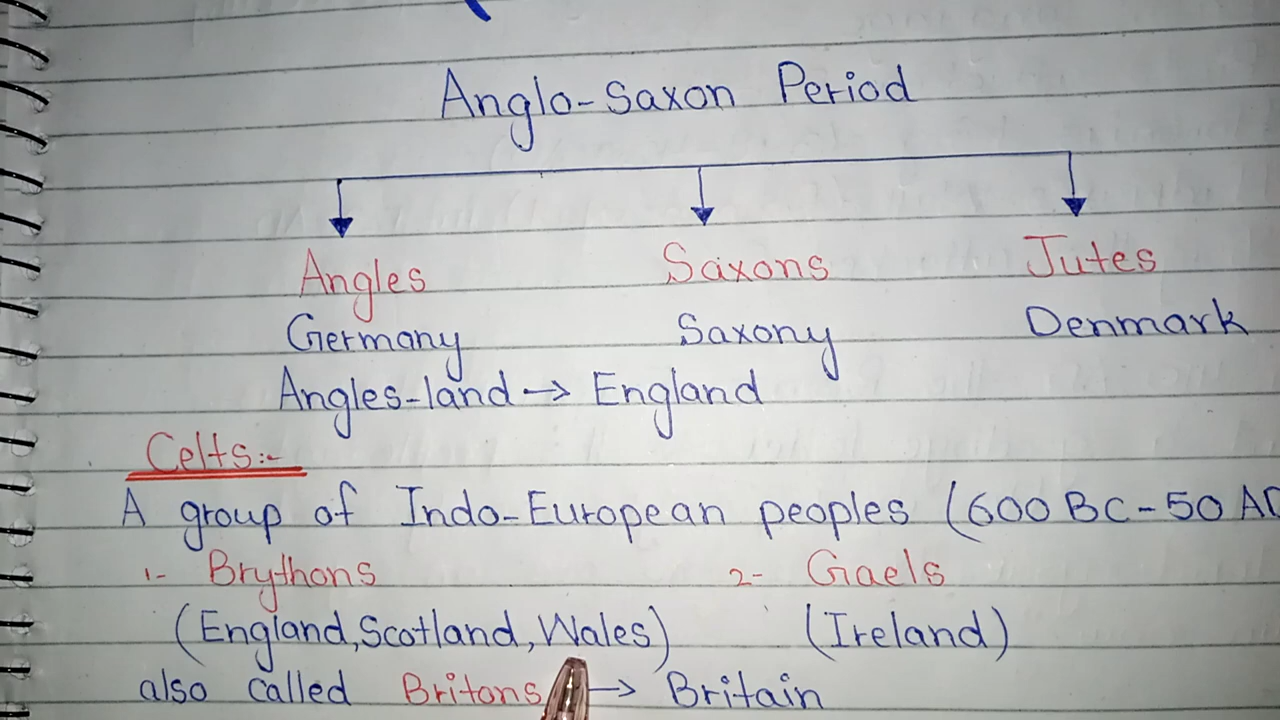 Anglo-Saxon Period
Angles Saxons Jutes
Germany Saxony Denmark
Angles-land → England
Celts:-
A group of Indo-European peoples (600 BC-50 AD
1- Brythons 2- Gaels
(England, Scotland, Wales) (Ireland)
also called Britons → Britain